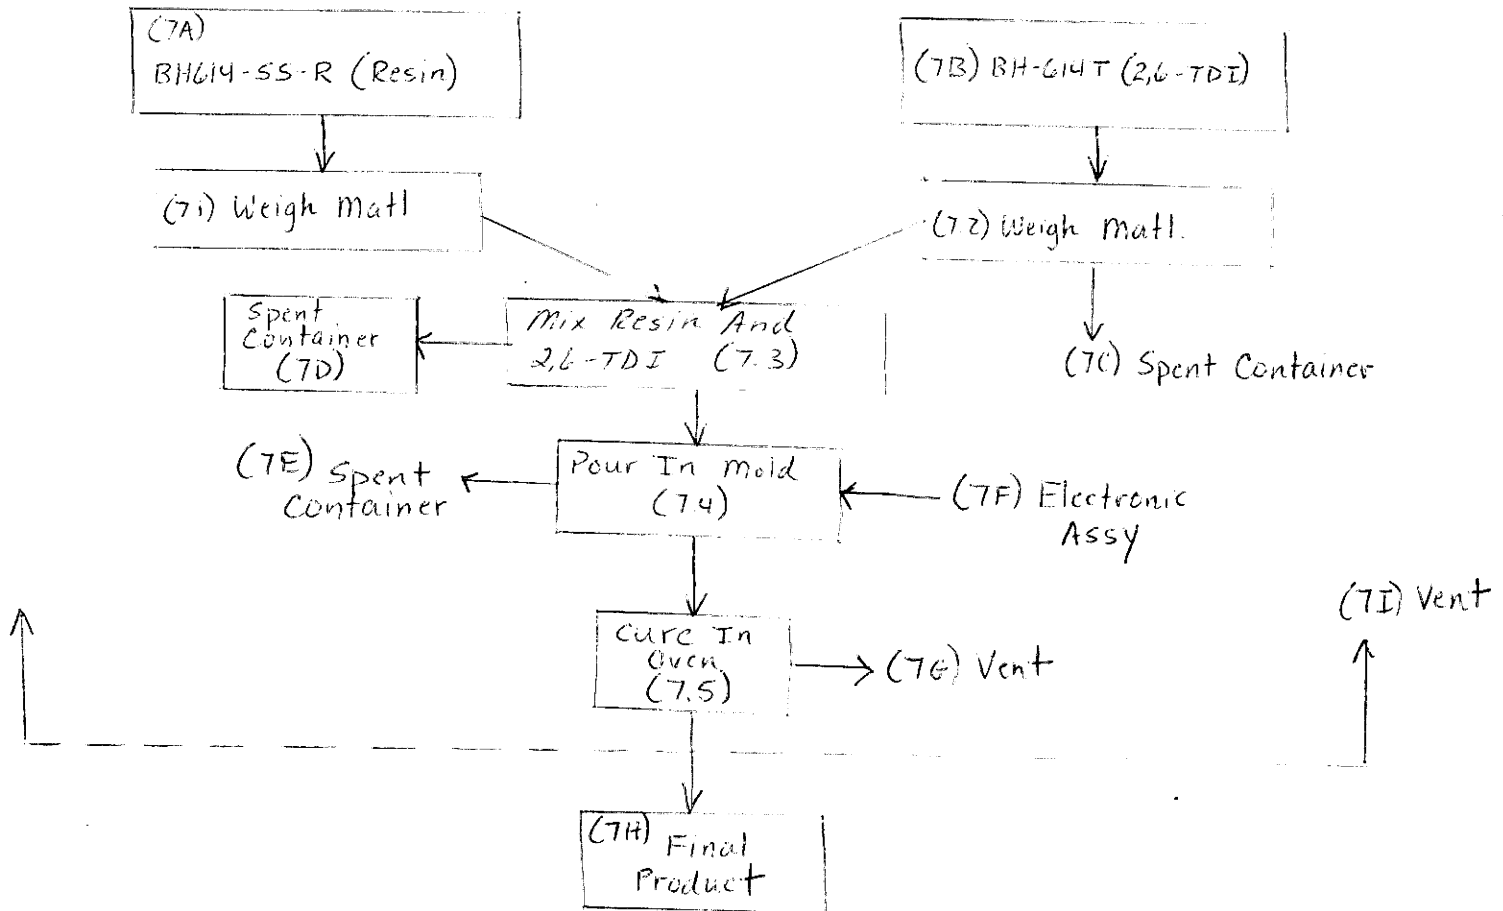 (7A)
BH614-SS-R (Resin)
(7B) BH-614T (2,6-TDI)
(71) Weigh Matl
(7.2) Weigh Matl.
Spent
Container
(7D)
Mix Resin And
2,6-TDI (7.3)
(7C) Spent Container
(7E) Spent
Container
Pour In Mold
(7.4)
(7F) Electronic
Assy
(7I) Vent
Cure In
Oven
(7.5)
(7G) Vent
(7H) Final
Product